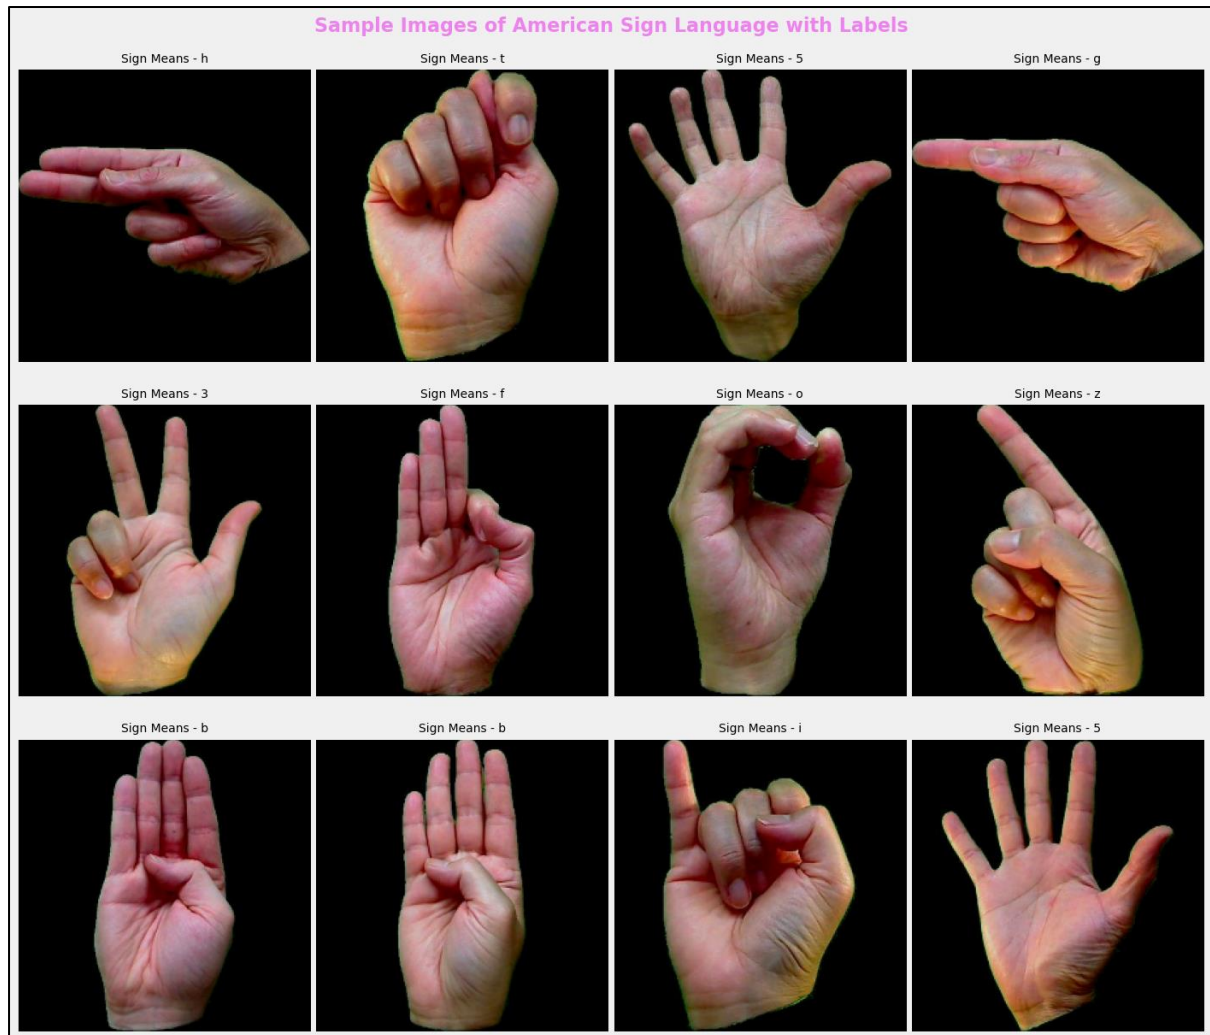 Sample Images of American Sign Language with Labels
Sign Means - h
Sign Means - t
Sign Means - 5
Sign Means - g
Sign Means - 3
Sign Means - f
Sign Means - o
Sign Means - z
Sign Means - b
Sign Means - b
Sign Means - i
Sign Means - 5